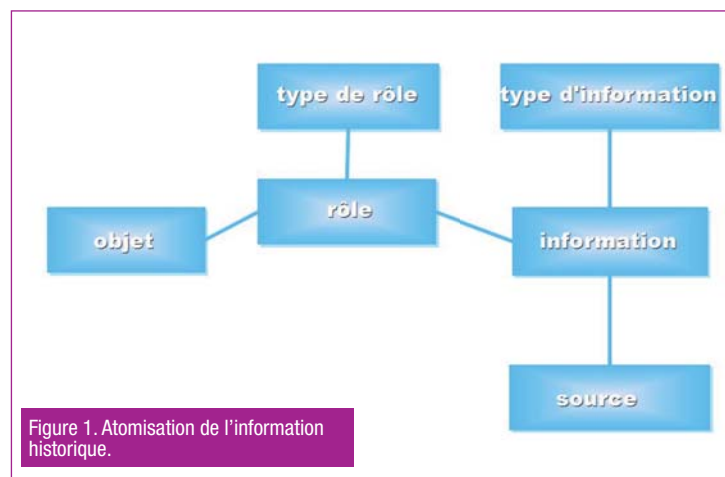 type de rôle
type d'information
rôle
objet
information
source
Figure 1. Atomisation de l’information
historique.